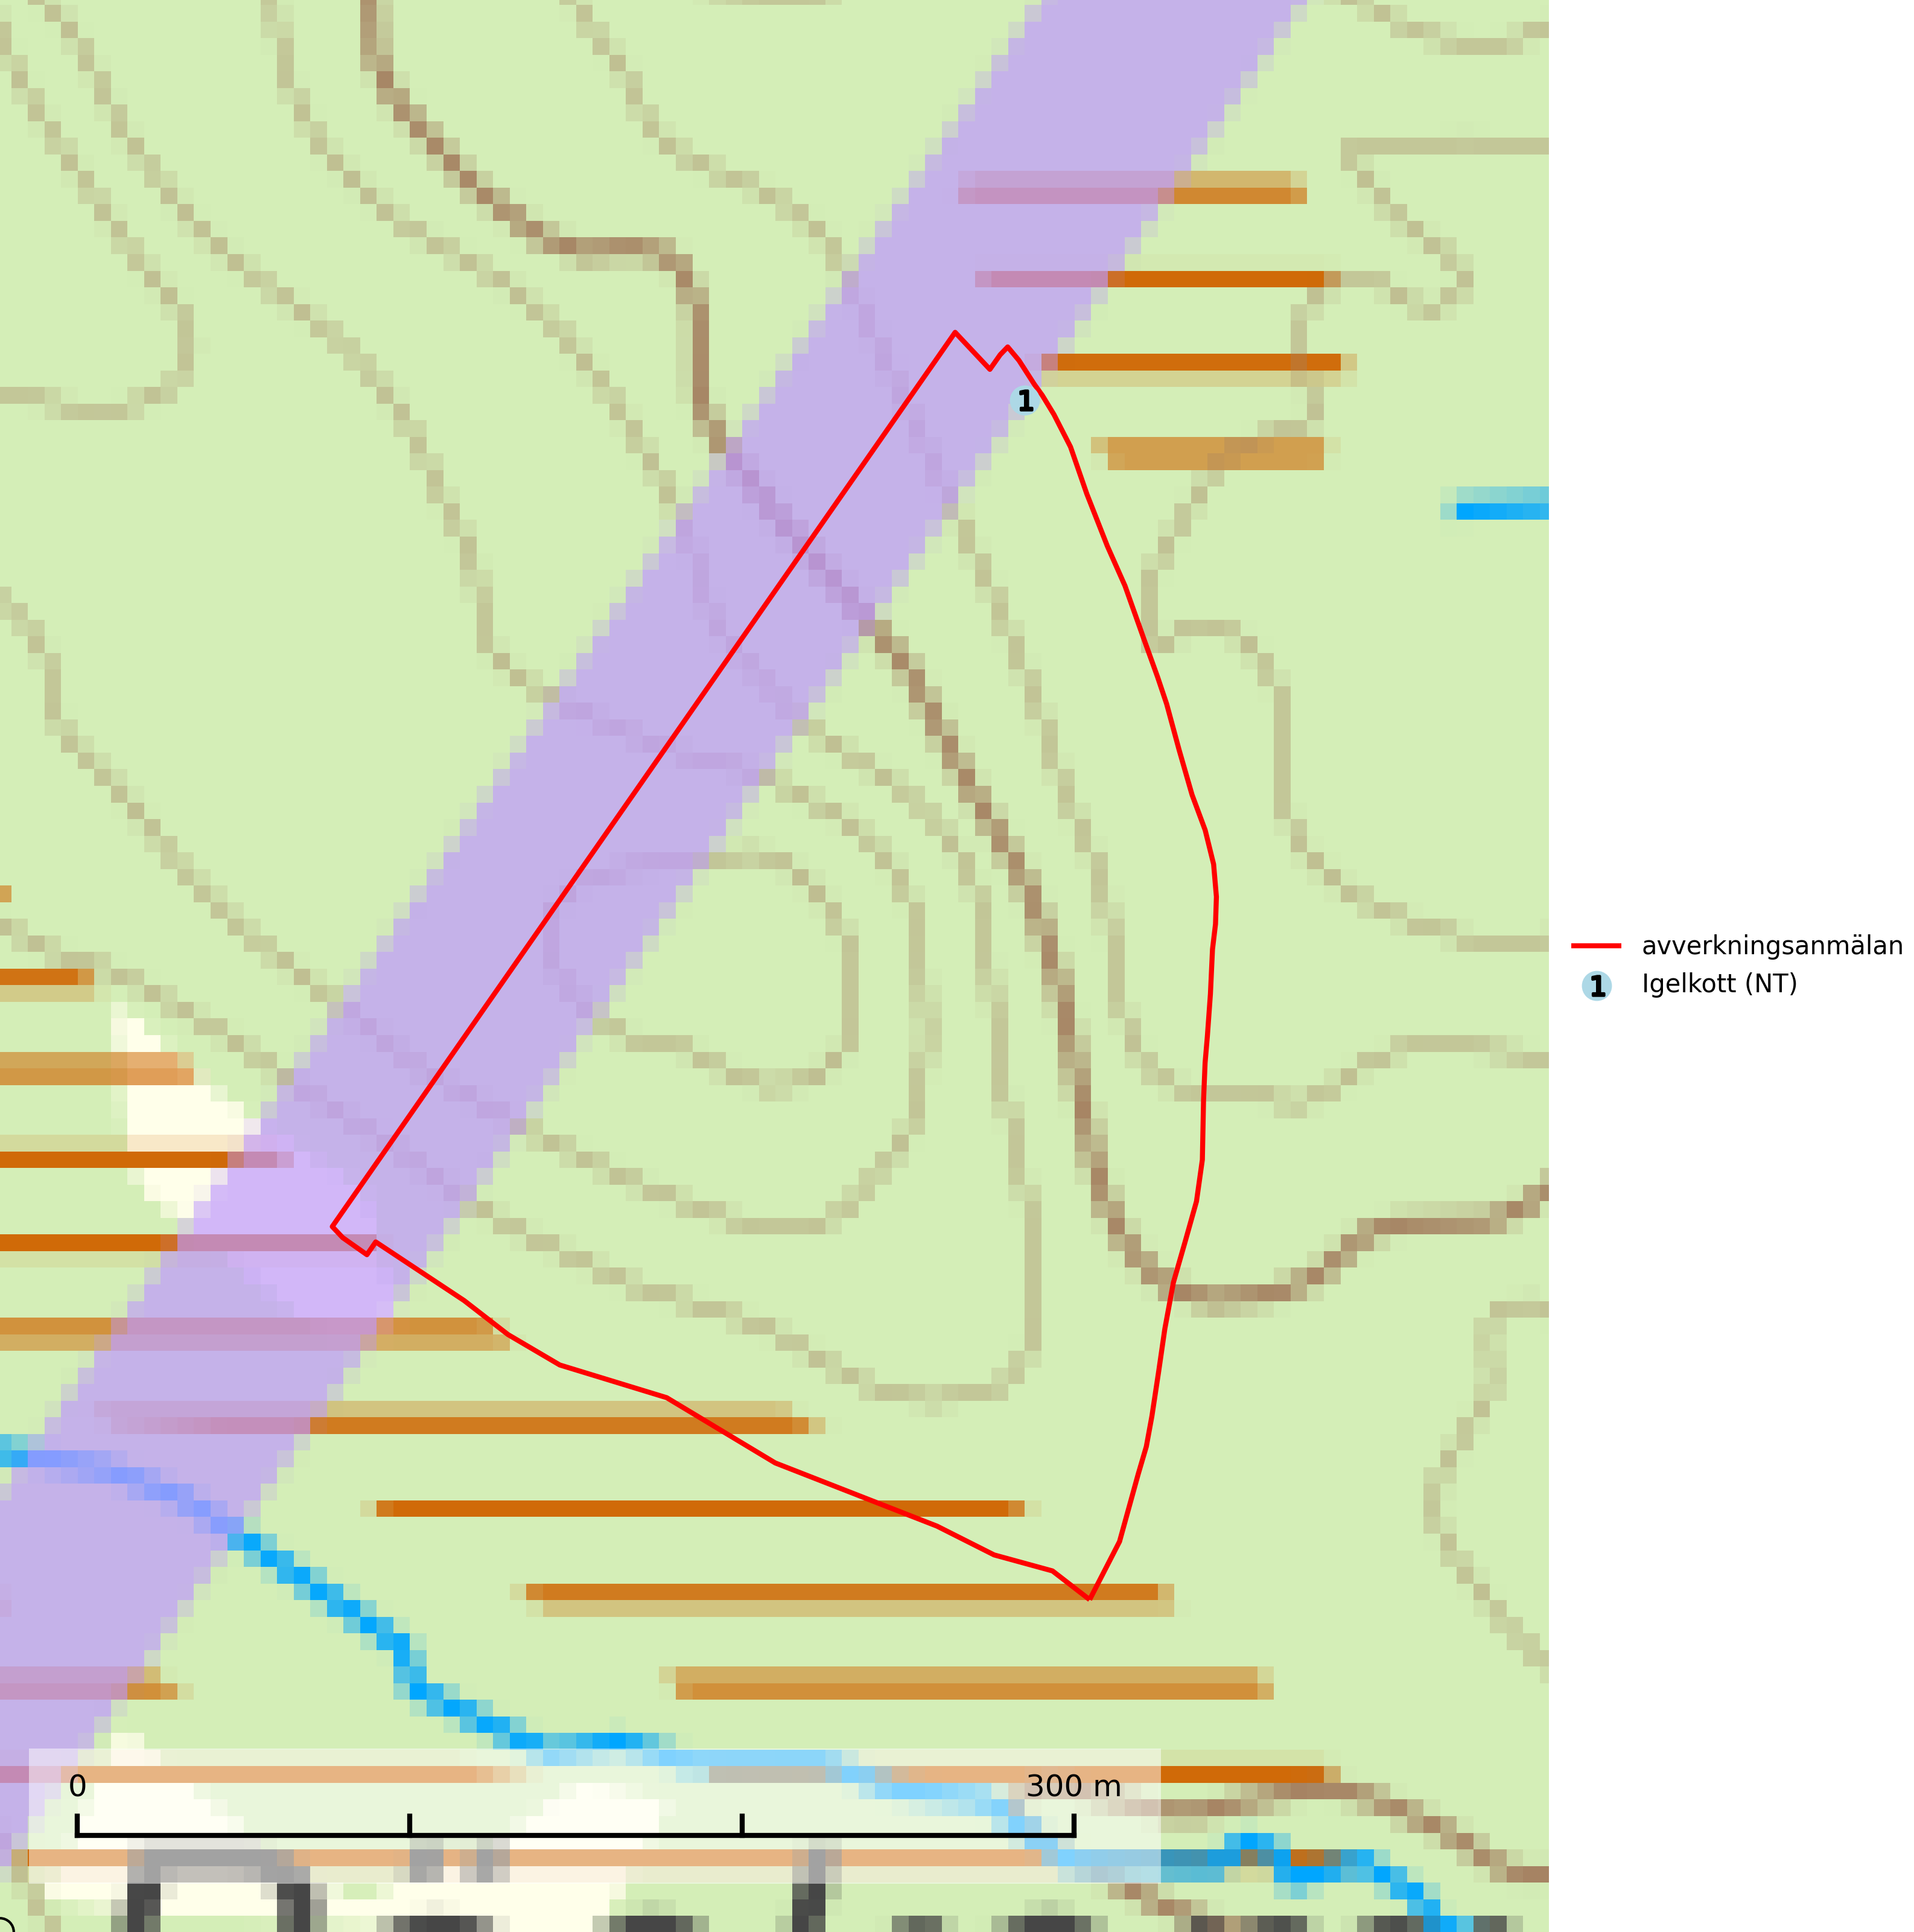 1
avverkningsanmälan
1 Igelkott (NT)
0 300 m